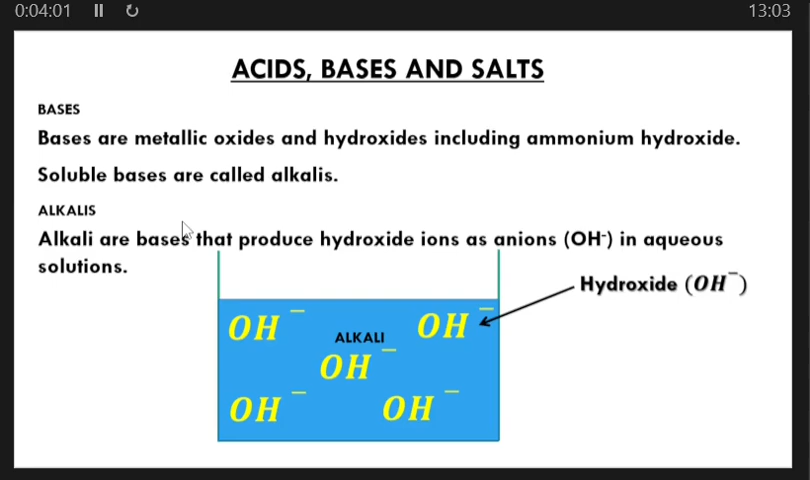 0:04:01
13:03
ACIDS, BASES AND SALTS
BASES
Bases are metallic oxides and hydroxides including ammonium hydroxide.
Soluble bases are called alkalis.
ALKALIS
Alkali are bases that produce hydroxide ions as anions (OH⁻) in aqueous
solutions.
Hydroxide (OH⁻)
OH⁻ ALKALI OH⁻
OH⁻
OH⁻ OH⁻